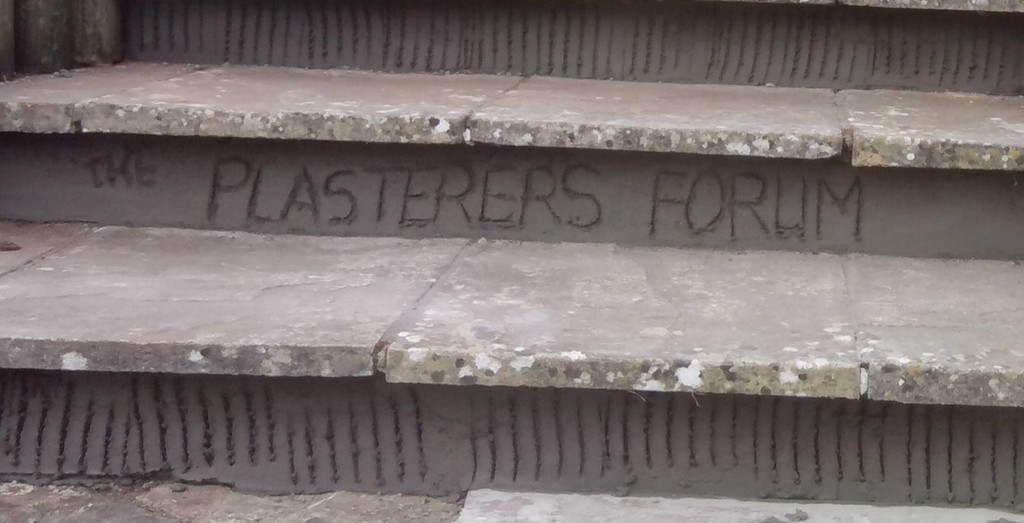 THE PLASTERERS FORUM